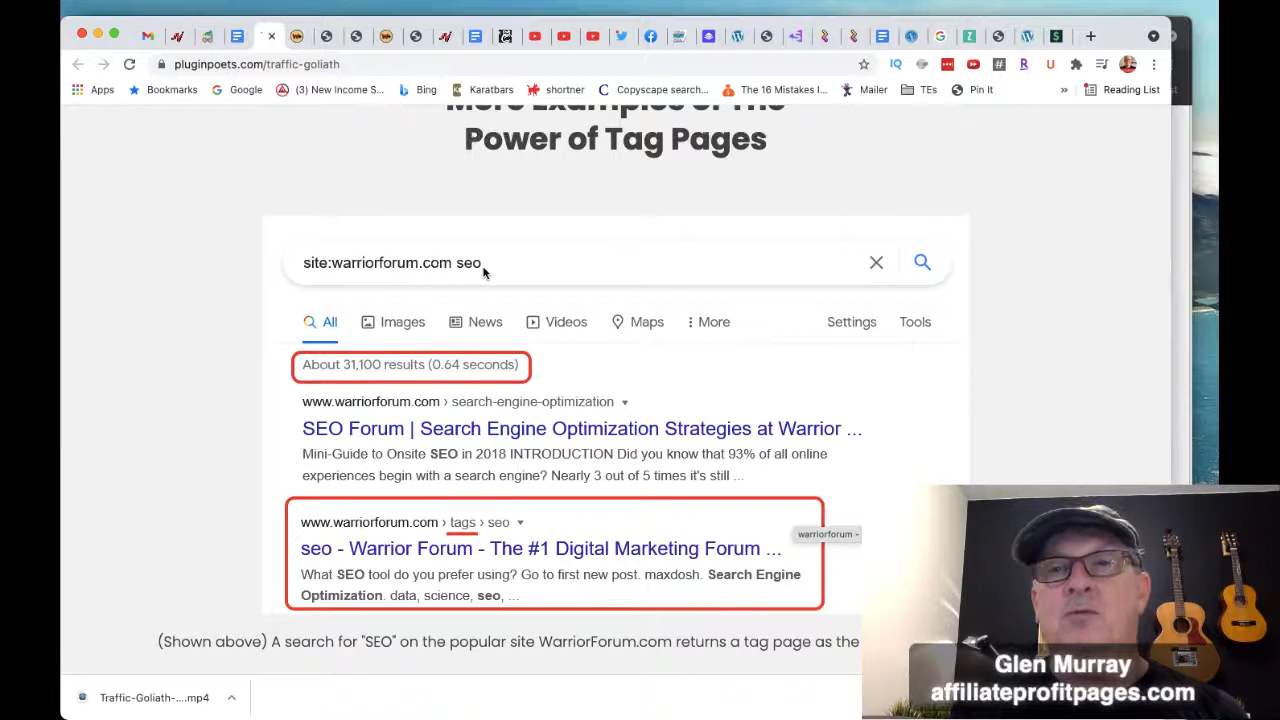 pluginpoets.com/traffic-goliath
Apps
Bookmarks
Google
(3) New Income S...
Bing
Karatbars
shortner
Copyscape search...
The 16 Mistakes I...
Mailer
TEs
Pin It
»
Reading List
More Examples of The
Power of Tag Pages
site:warriorforum.com seo
All
Images
News
Videos
Maps
More
Settings
Tools
About 31,100 results (0.64 seconds)
www.warriorforum.com › search-engine-optimization
SEO Forum | Search Engine Optimization Strategies at Warrior ...
Mini-Guide to Onsite SEO in 2018 INTRODUCTION Did you know that 93% of all online
experiences begin with a search engine? Nearly 3 out of 5 times it's still ...
www.warriorforum.com › tags › seo
warriorforum -
seo - Warrior Forum - The #1 Digital Marketing Forum ...
What SEO tool do you prefer using? Go to first new post. maxdosh. Search Engine
Optimization. data, science, seo, ...
(Shown above) A search for "SEO" on the popular site WarriorForum.com returns a tag page as the
Traffic-Goliath-....mp4
Glen Murray
affiliateprofitpages.com